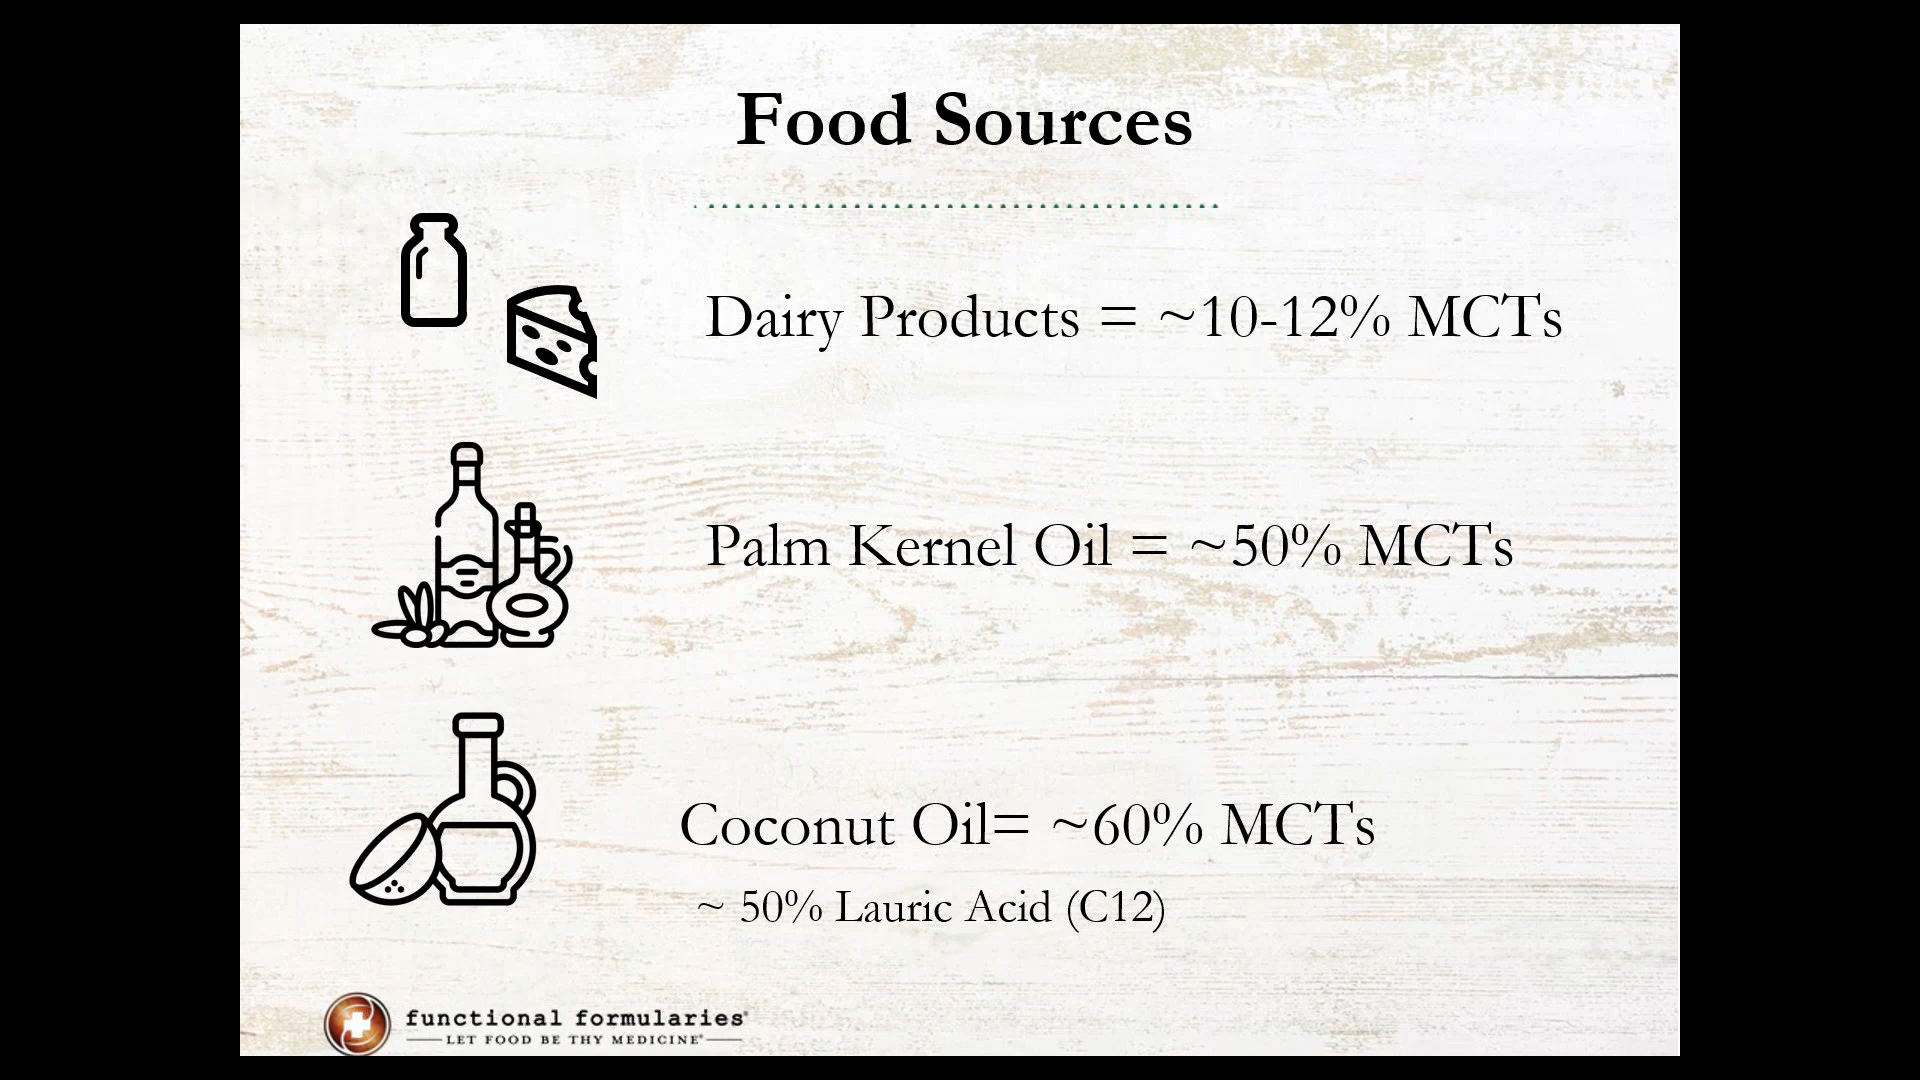 Food Sources
Dairy Products = ~10-12% MCTs
Palm Kernel Oil = ~50% MCTs
Coconut Oil= ~60% MCTs
~ 50% Lauric Acid (C12)
functional formularies®
LET FOOD BE THY MEDICINE®